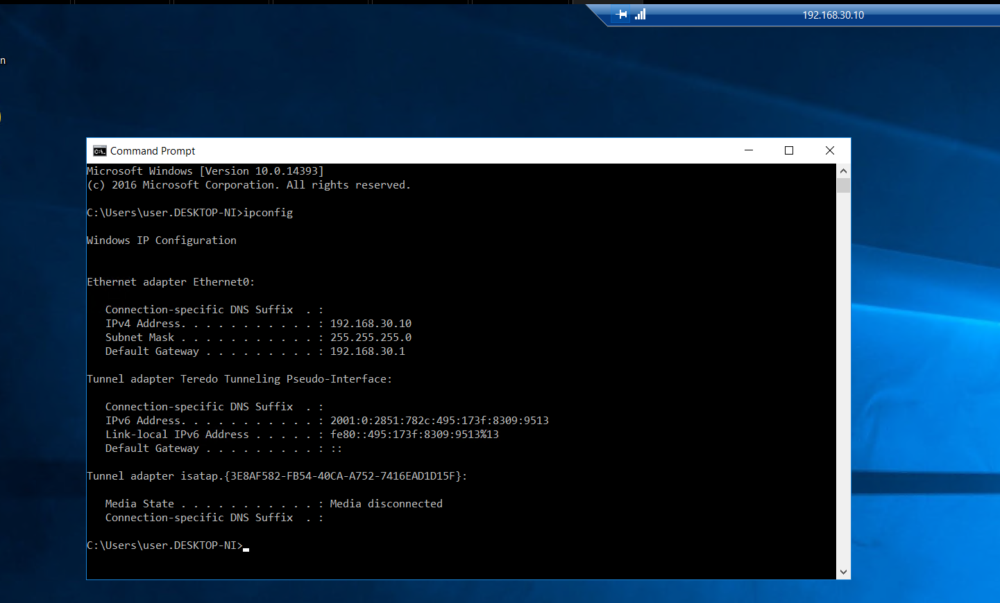 192.168.30.10
n
Command Prompt
Microsoft Windows [Version 10.0.14393]
(c) 2016 Microsoft Corporation. All rights reserved.
C:\Users\user.DESKTOP-NI>ipconfig
Windows IP Configuration
Ethernet adapter Ethernet0:
Connection-specific DNS Suffix  . :
IPv4 Address. . . . . . . . . . . : 192.168.30.10
Subnet Mask . . . . . . . . . . . : 255.255.255.0
Default Gateway . . . . . . . . . : 192.168.30.1
Tunnel adapter Teredo Tunneling Pseudo-Interface:
Connection-specific DNS Suffix  . :
IPv6 Address. . . . . . . . . . . : 2001:0:2851:782c:495:173f:8309:9513
Link-local IPv6 Address . . . . . : fe80::495:173f:8309:9513%13
Default Gateway . . . . . . . . . : ::
Tunnel adapter isatap.{3E8AF582-FB54-40CA-A752-7416EAD1D15F}:
Media State . . . . . . . . . . . : Media disconnected
Connection-specific DNS Suffix  . :
C:\Users\user.DESKTOP-NI>